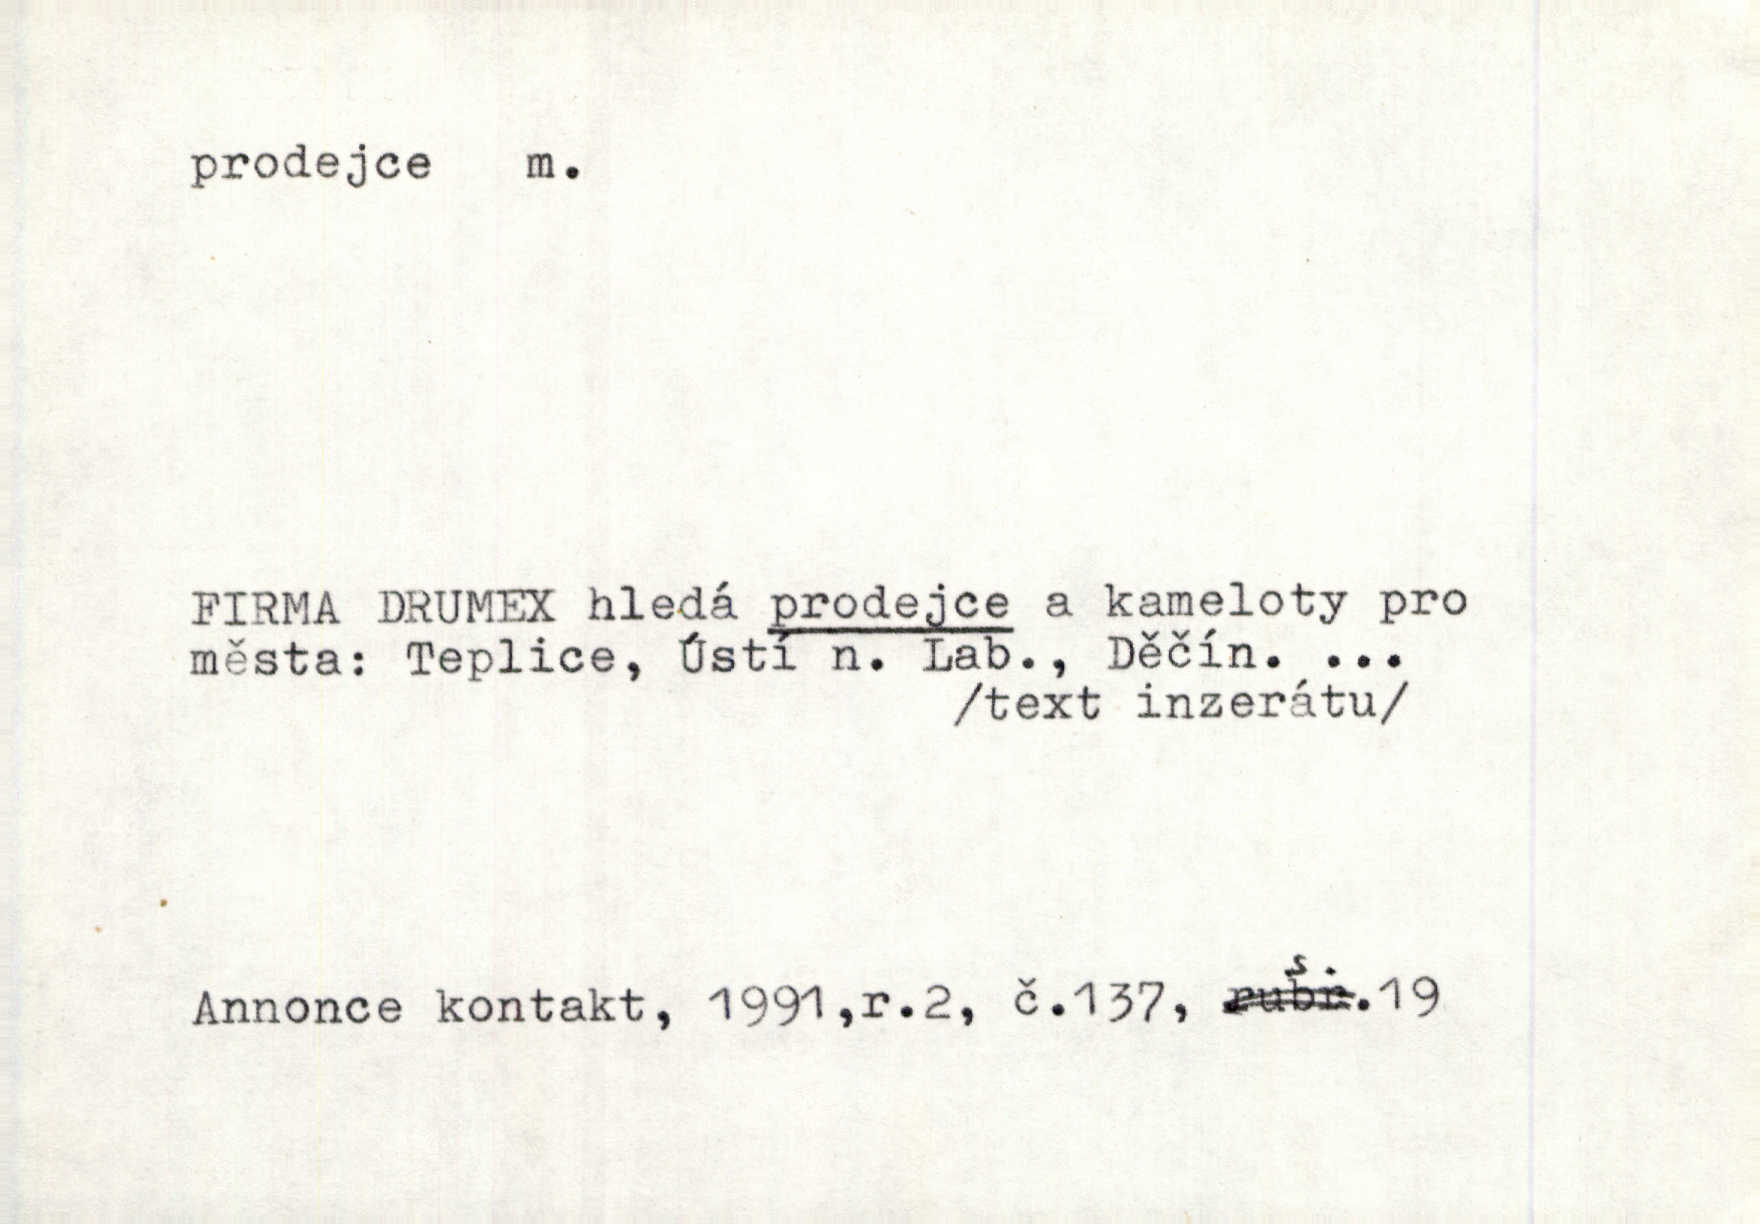 prodejce m.
FIRMA DRUMEX hledá prodejce a kameloty pro
města: Teplice, Ústí n. Lab., Děčín. ...
/text inzerátu/
s.
Annonce kontakt, 1991,r.2, č.137, rubr.19